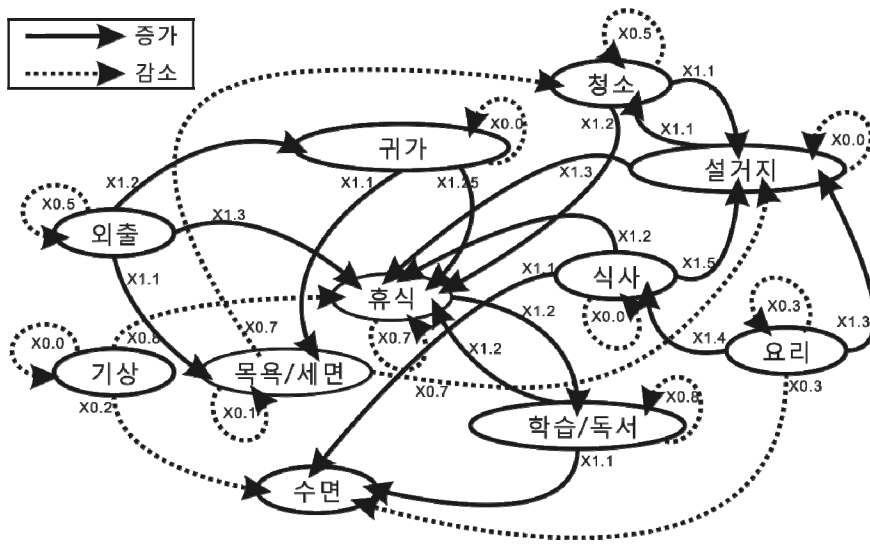 증가
감소
X0.5
청소
X1.1
X1.2
X1.1
X0.0
설거지
X0.0
귀가
X1.2
X1.1
X1.25
X1.3
X0.5
외출
X1.3
X1.1
X1.2
식사
X1.1
X1.5
X0.0
휴식
X1.2
X0.7
X0.3
요리
X1.4
X1.3
X0.3
X0.0
X0.8
기상
X0.2
X0.7
목욕/세면
X0.1
X0.7
X1.2
X0.8
학습/독서
X1.1
수면